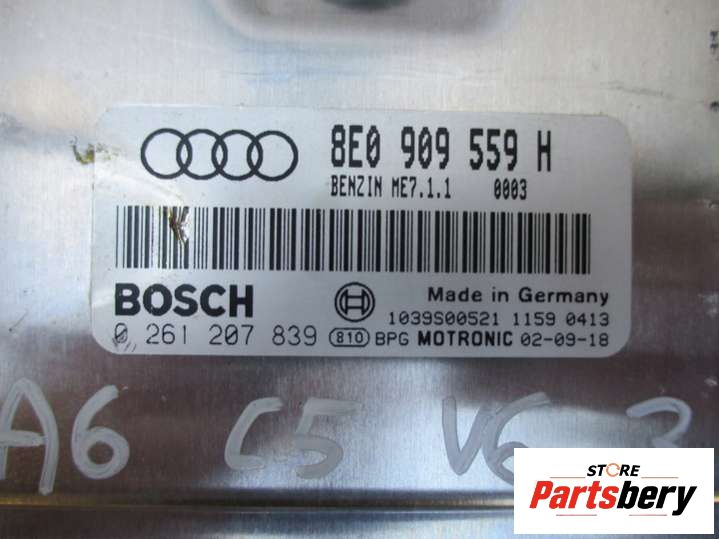 8E0 909 559 H
BENZIN ME7.1.1 0003
BOSCH
Made in Germany
1039S00521 1159 0413
0 261 207 839 810 BPG MOTRONIC 02-09-18
A6 C5 V6
STORE
Partsbery